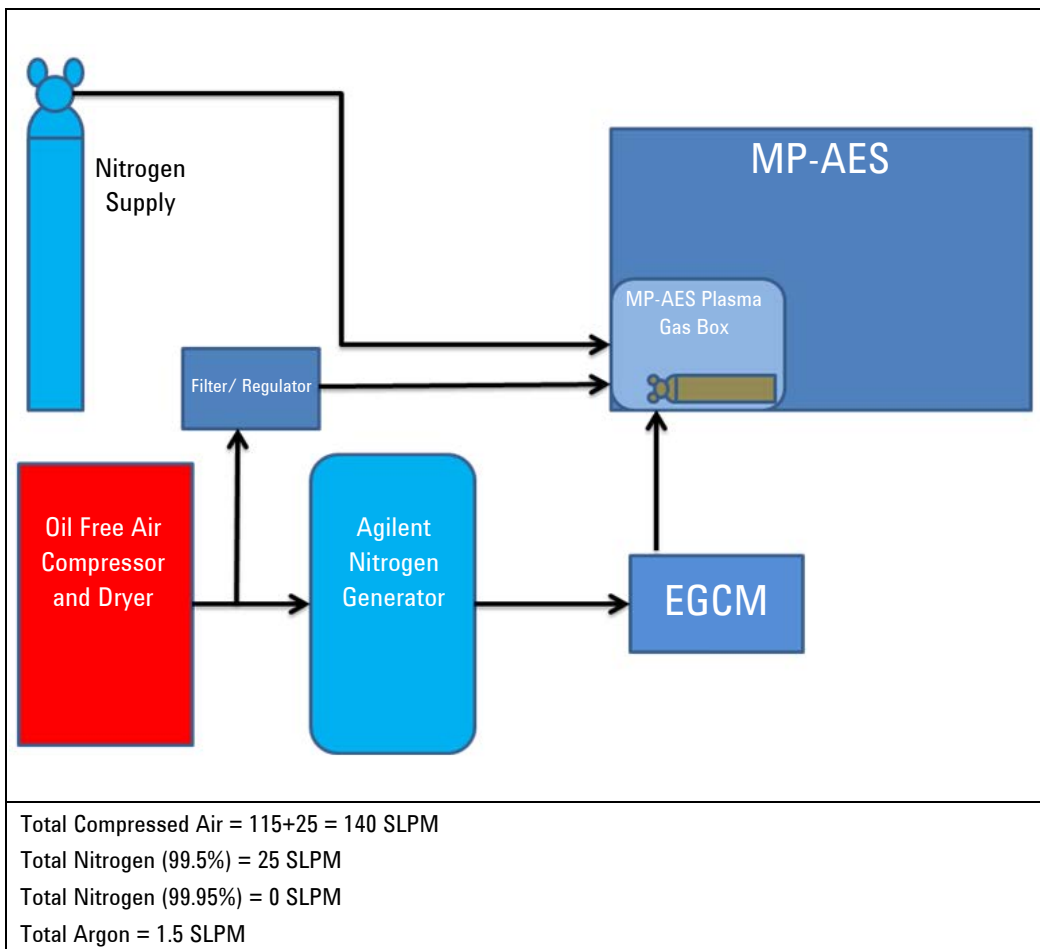 Nitrogen
Supply
MP-AES
MP-AES Plasma
Gas Box
Filter/ Regulator
Oil Free Air
Compressor
and Dryer
Agilent
Nitrogen
Generator
EGCM
Total Compressed Air = 115+25 = 140 SLPM
Total Nitrogen (99.5%) = 25 SLPM
Total Nitrogen (99.95%) = 0 SLPM
Total Argon = 1.5 SLPM